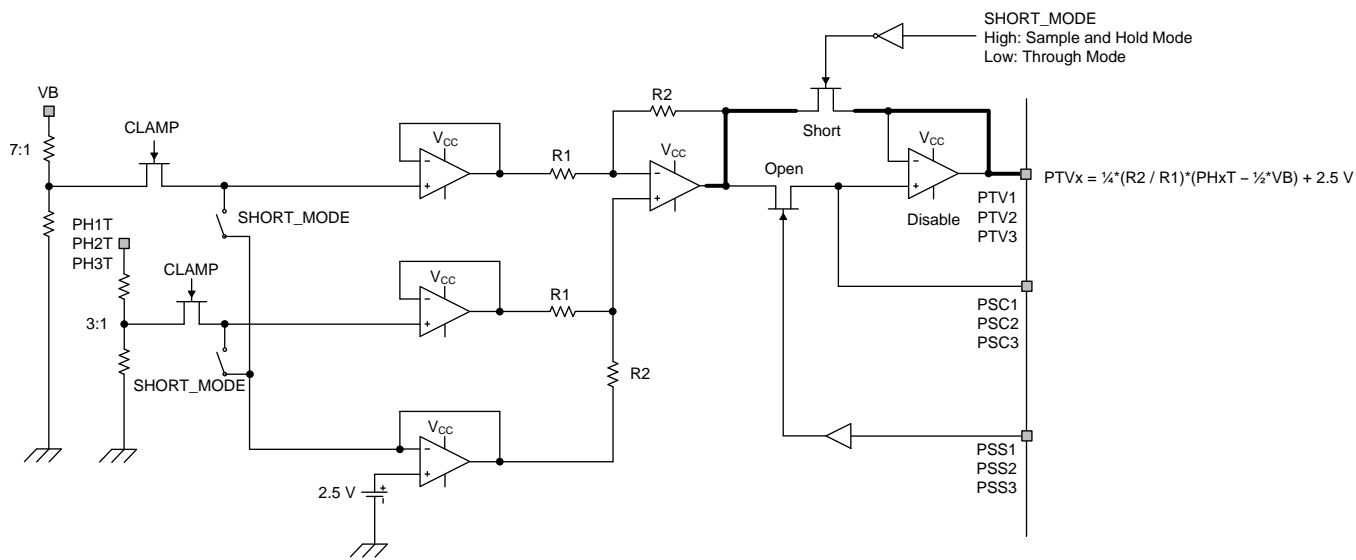 SHORT_MODE
High: Sample and Hold Mode
Low: Through Mode
VB
7:1
CLAMP
VCC
R1
R2
VCC
Short
Open
VCC
Disable
PTVx = ¼*(R2 / R1)*(PHxT – ½*VB) + 2.5 V
PTV1
PTV2
PTV3
SHORT_MODE
PH1T
PH2T
PH3T
CLAMP
3:1
VCC
R1
PSC1
PSC2
PSC3
SHORT_MODE
R2
VCC
2.5 V
+
PSS1
PSS2
PSS3